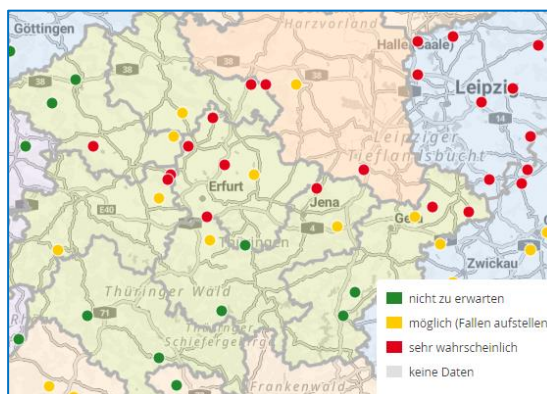 Göttingen
Harzvorland
Halle (Saale)
38
38
38
Leipzig
14
Leipziger
Tieflandsbucht
Erfurt
E40
Jena
Gera
4
Thüringen
Zwickau
Thüringer Wald
71
Thüringer
Schiefergebirge
Frankenwald
nicht zu erwarten
möglich (Fallen aufstellen
sehr wahrscheinlich
keine Daten